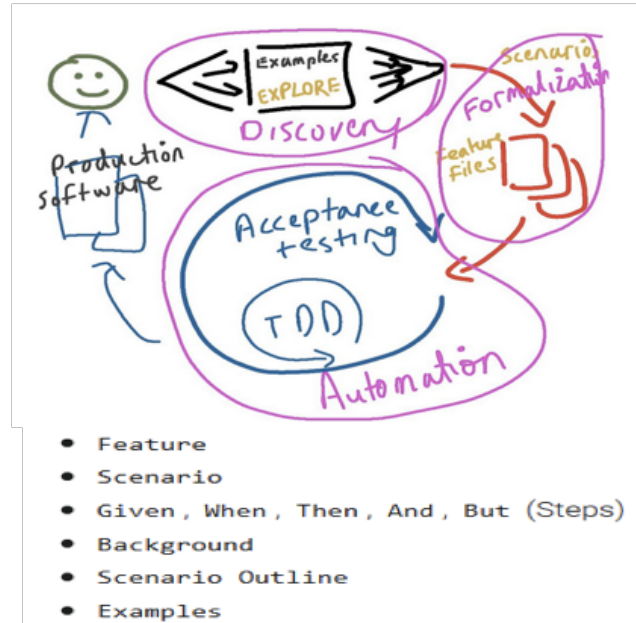 Examples
EXPLORE
Discovery
Scenarios
Formalization
Feature
Files
Production
software
Acceptance
testing
TDD
Automation
• Feature
• Scenario
• Given, When, Then, And, But (Steps)
• Background
• Scenario Outline
• Examples